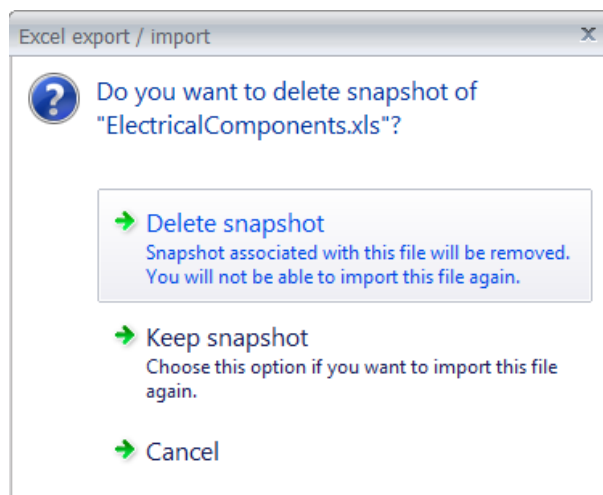 Excel export / import
Do you want to delete snapshot of
"ElectricalComponents.xls"?
Delete snapshot
Snapshot associated with this file will be removed.
You will not be able to import this file again.
Keep snapshot
Choose this option if you want to import this file
again.
Cancel